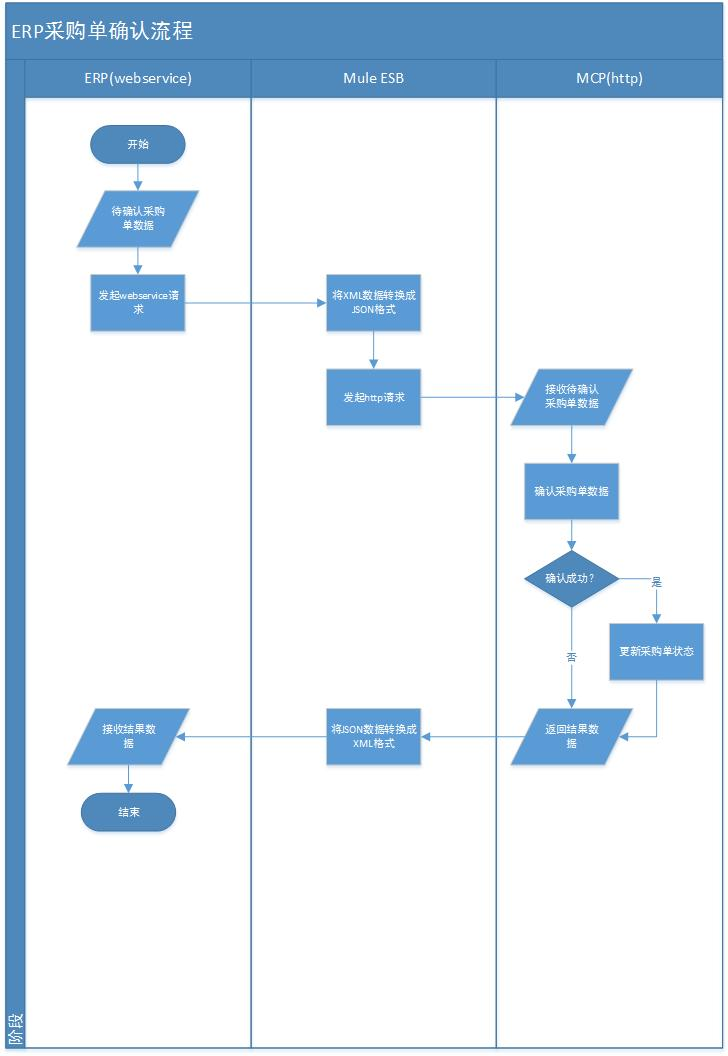 ERP采购单确认流程
ERP(webservice)
Mule ESB
MCP(http)
开始
待确认采购
单数据
发起webservice请
求
将XML数据转换成
JSON格式
发起http请求
接收待确认
采购单数据
确认采购单数据
确认成功?
是
否
更新采购单状态
返回结果数
据
将JSON数据转换成
XML格式
接收结果数
据
结束
阶段